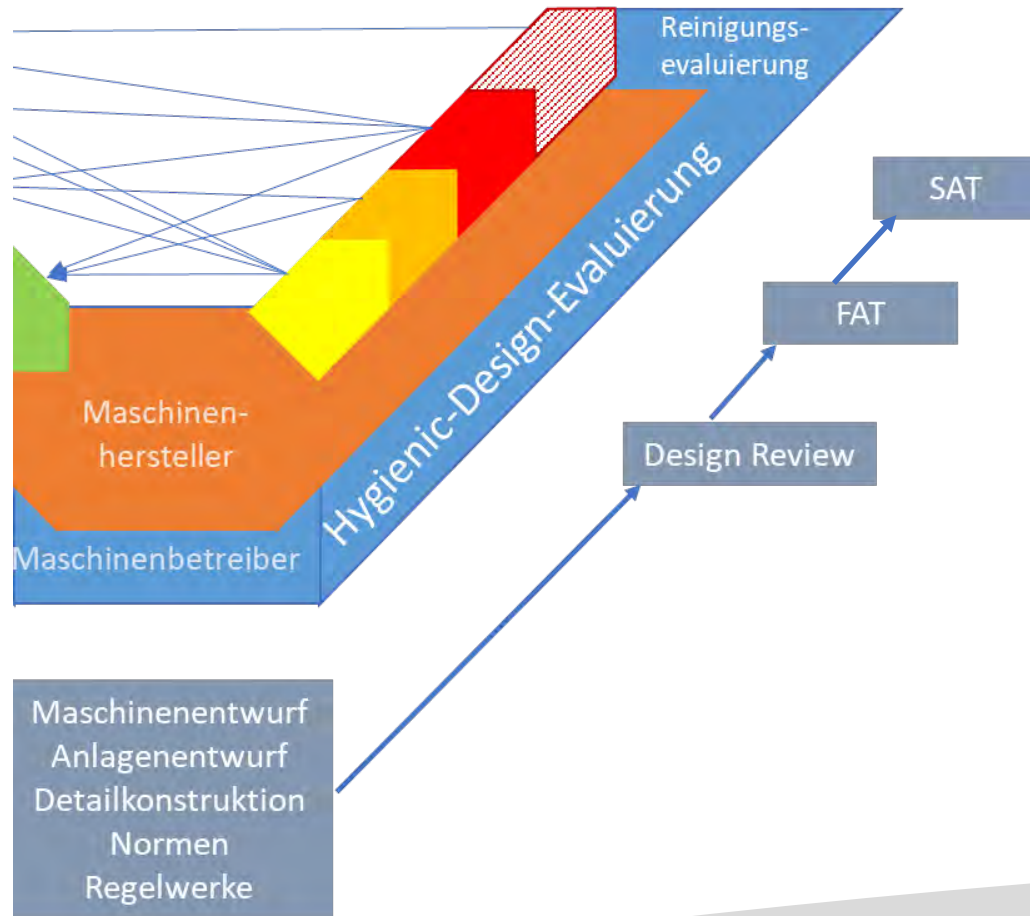 Reinigungs-
evaluierung
Hygienic-Design-Evaluierung
SAT
FAT
Maschinen-
hersteller
Design Review
Maschinenbetreiber
Maschinenentwurf
Anlagenentwurf
Detailkonstruktion
Normen
Regelwerke